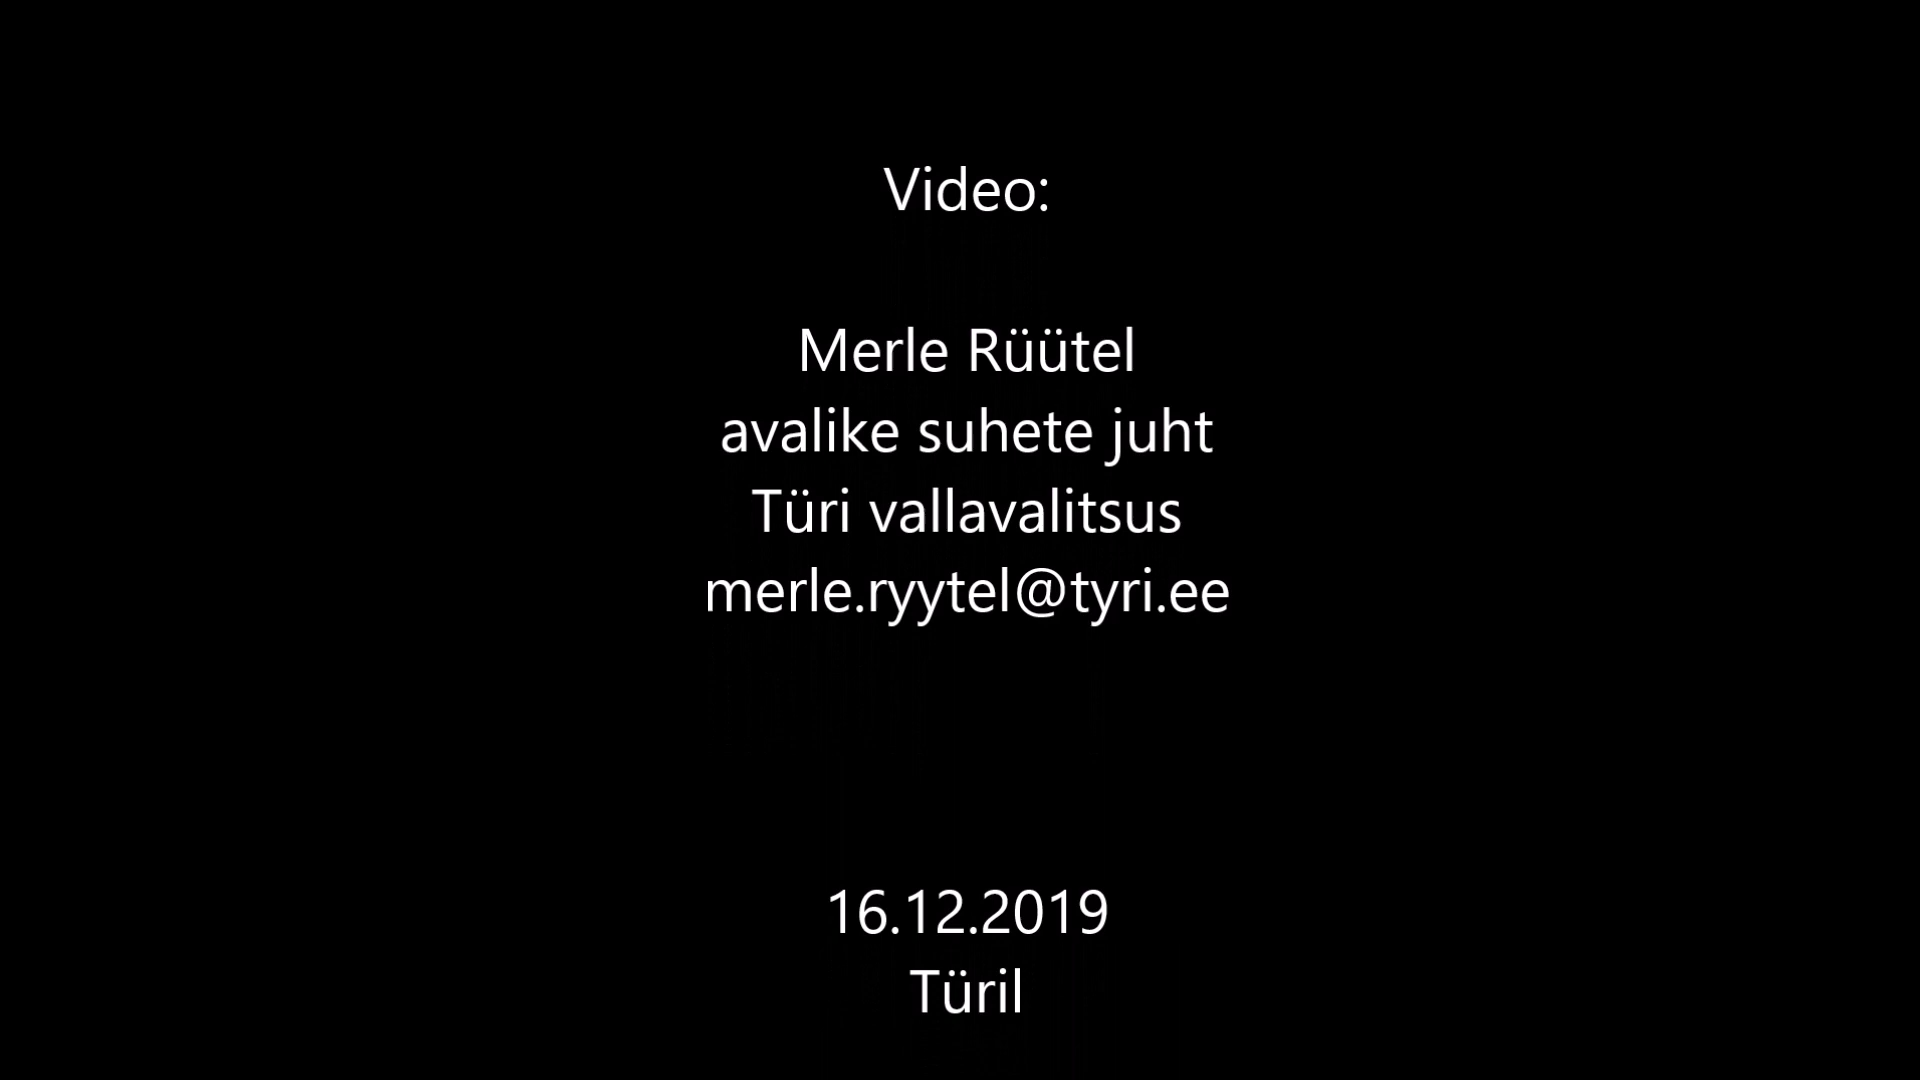 Video:
Merle Rüütel
avalike suhete juht
Türi vallavalitsus
merle.ryytel@tyri.ee
16.12.2019
Türil